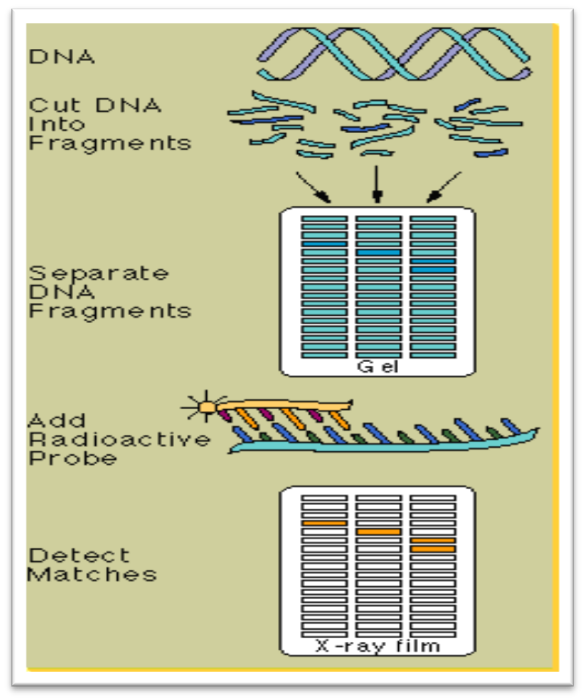 DNA
Cut DNA
Into
Fragments
Separate
DNA
Fragments
Gel
Add
Radioactive
Probe
Detect
Matches
X-ray film